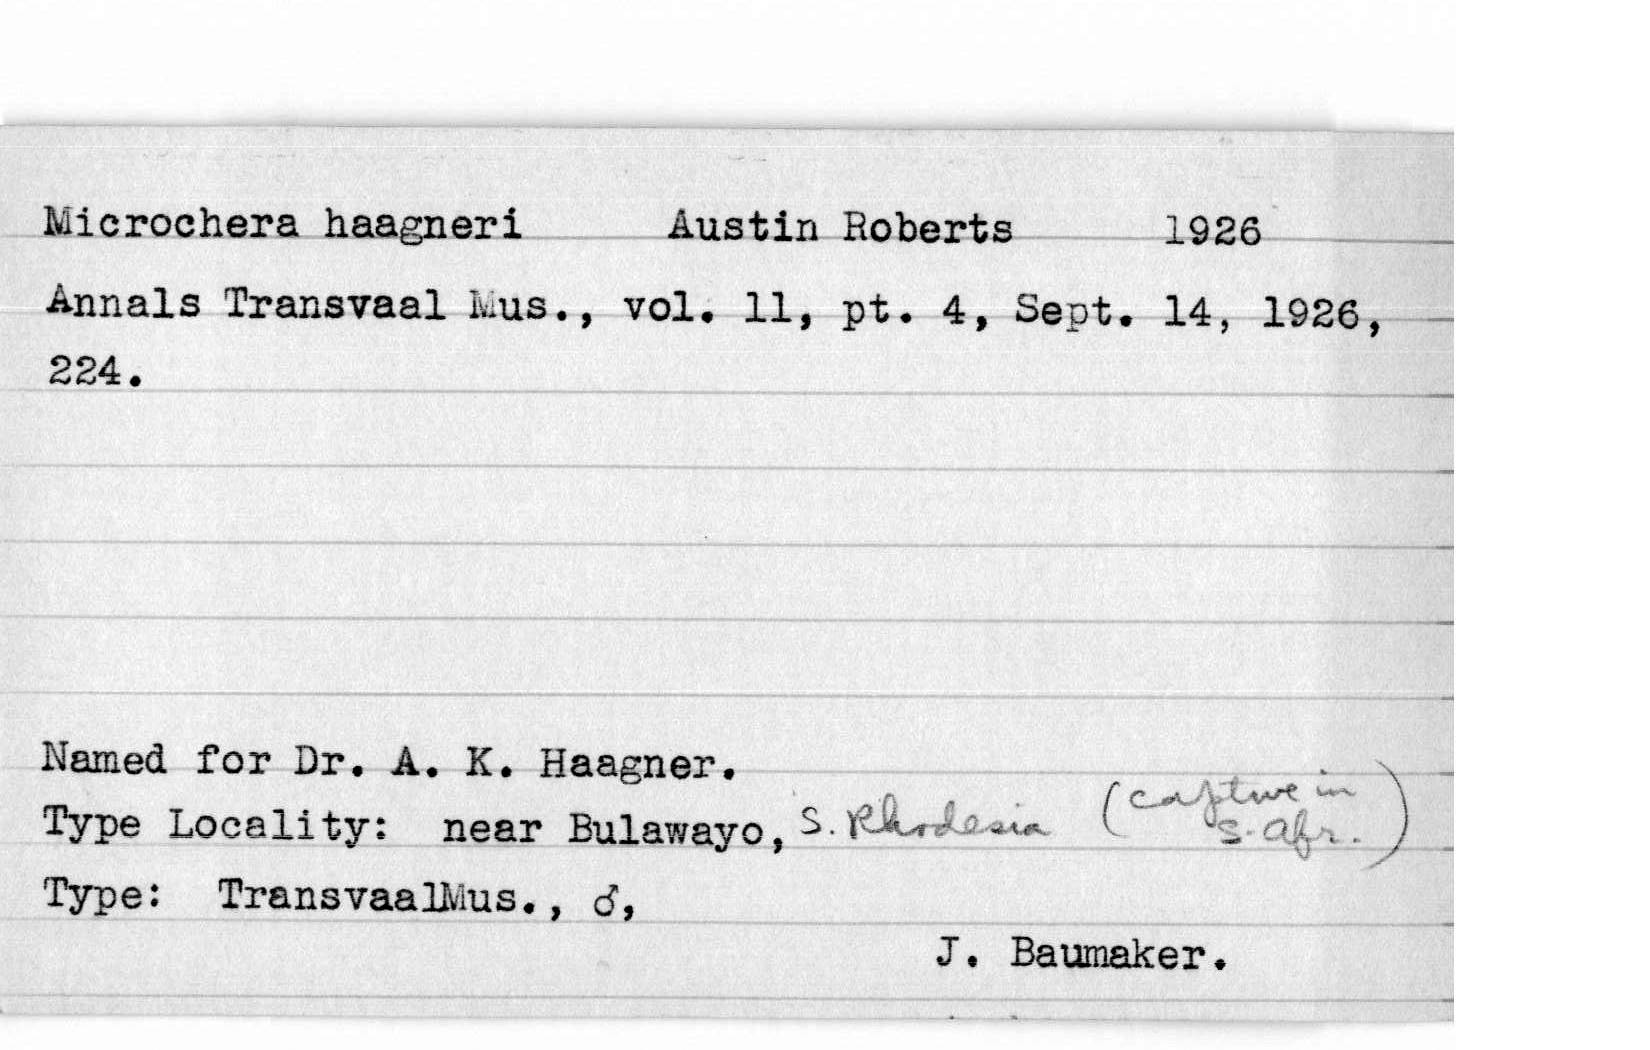 Microchera haagneri Austin Roberts 1926
Annals Transvaal Mus., vol. 11, pt. 4, Sept. 14, 1926,
224.
Named for Dr. A. K. Haagner.
Type Locality: near Bulawayo, S. Rhodesia (captive in
S. Afr.)
Type: TransvaalMus., ♂,
J. Baumaker.